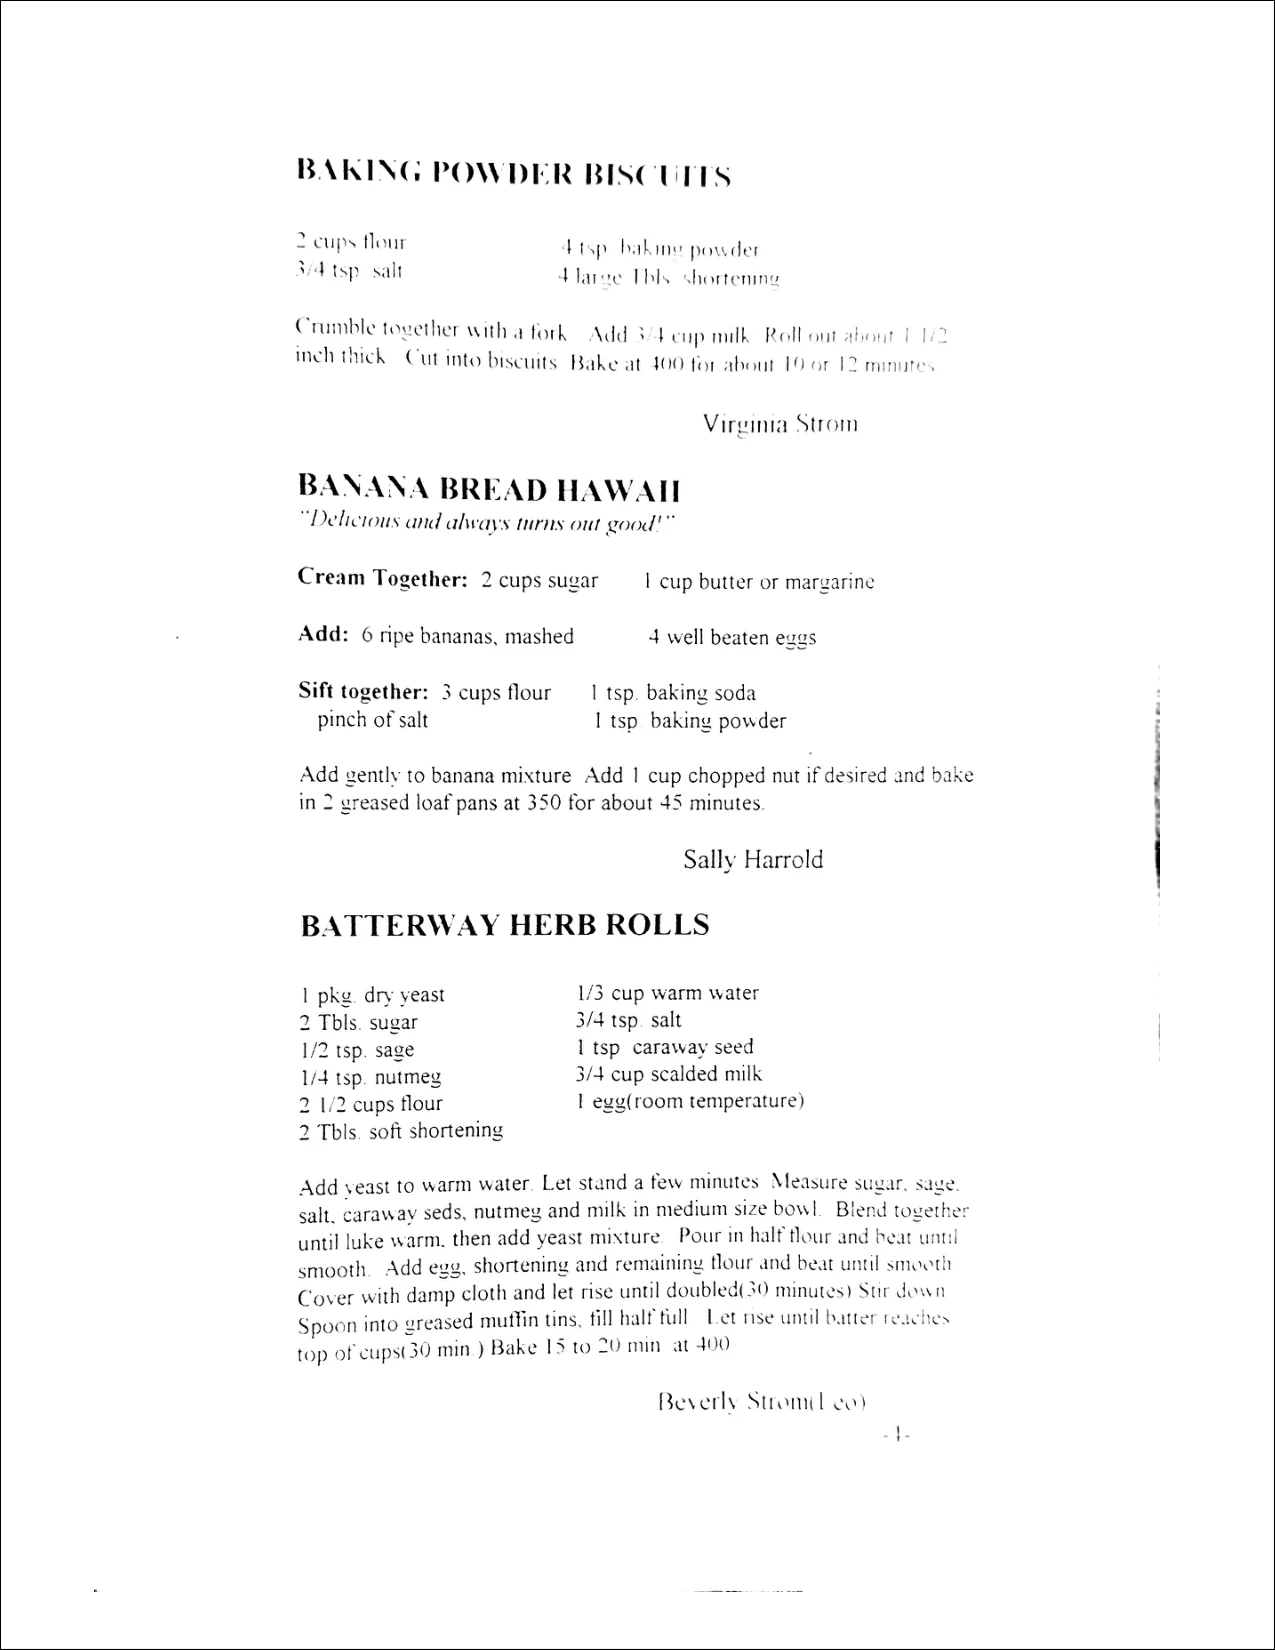 BAKING POWDER BISCUITS
2 cups flour 4 tsp baking powder
3/4 tsp salt 4 large Tbls shortening
Crumble together with a fork Add 3/4 cup milk Roll out about 1 1/2
inch thick Cut into biscuits Bake at 400 for about 10 or 12 minutes
Virginia Strom
BANANA BREAD HAWAII
"Delicious and always turns out good!"
Cream Together: 2 cups sugar 1 cup butter or margarine
Add: 6 ripe bananas, mashed 4 well beaten eggs
Sift together: 3 cups flour 1 tsp. baking soda
pinch of salt 1 tsp baking powder
Add gently to banana mixture Add 1 cup chopped nut if desired and bake
in 2 greased loaf pans at 350 for about 45 minutes.
Sally Harrold
BATTERWAY HERB ROLLS
1 pkg. dry yeast 1/3 cup warm water
2 Tbls. sugar 3/4 tsp. salt
1/2 tsp. sage 1 tsp caraway seed
1/4 tsp. nutmeg 3/4 cup scalded milk
2 1/2 cups flour 1 egg(room temperature)
2 Tbls. soft shortening
Add yeast to warm water. Let stand a few minutes Measure sugar, sage,
salt, caraway seds, nutmeg and milk in medium size bowl. Blend together
until luke warm, then add yeast mixture. Pour in half flour and beat until
smooth. Add egg, shortening and remaining flour and beat until smooth
Cover with damp cloth and let rise until doubled(30 minutes) Stir down
Spoon into greased muffin tins, fill half full Let rise until batter reaches
top of cups(30 min.) Bake 15 to 20 min at 400
Beverly Strom(Leo)
-1-